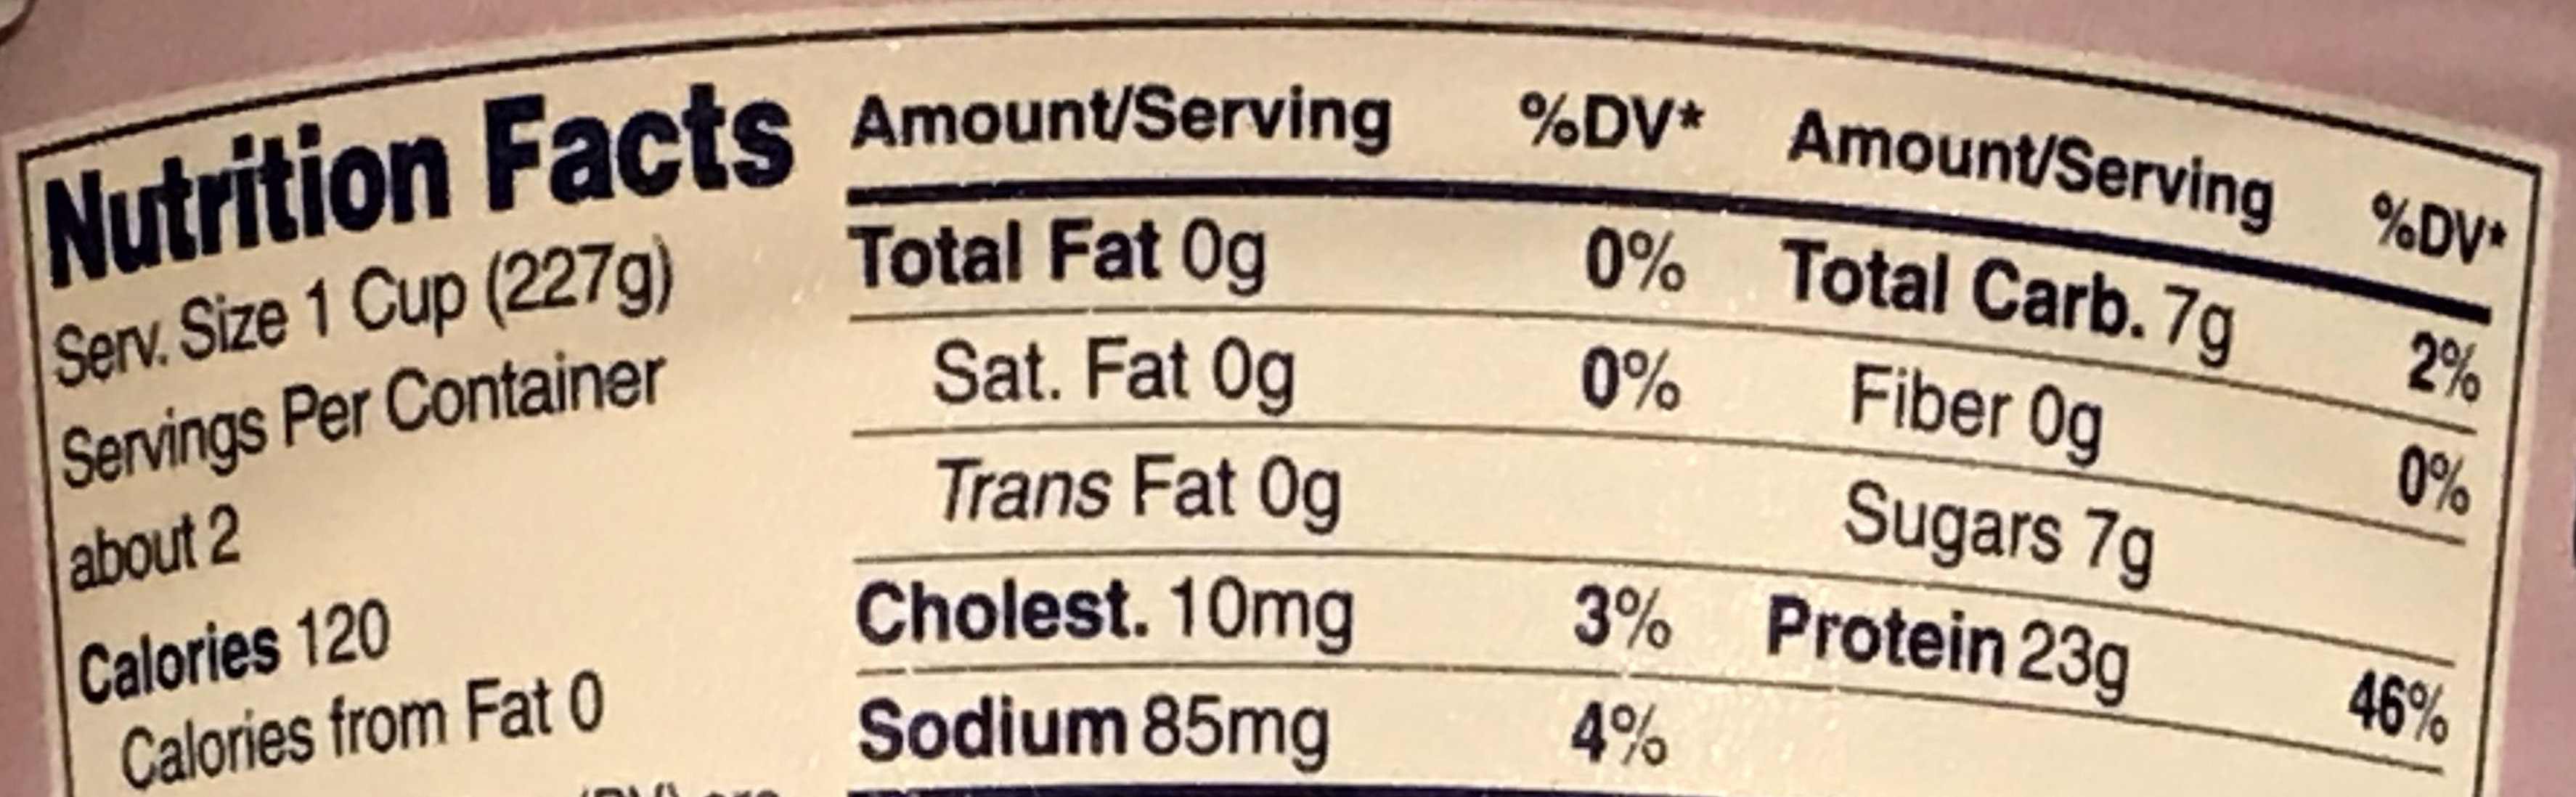 Nutrition Facts
Serv. Size 1 Cup (227g)
Servings Per Container
about 2
Calories 120
Calories from Fat 0
Amount/Serving %DV* Amount/Serving %DV*
Total Fat 0g 0% Total Carb. 7g 2%
Sat. Fat 0g 0% Fiber 0g 0%
Trans Fat 0g Sugars 7g
Cholest. 10mg 3% Protein 23g 46%
Sodium 85mg 4%